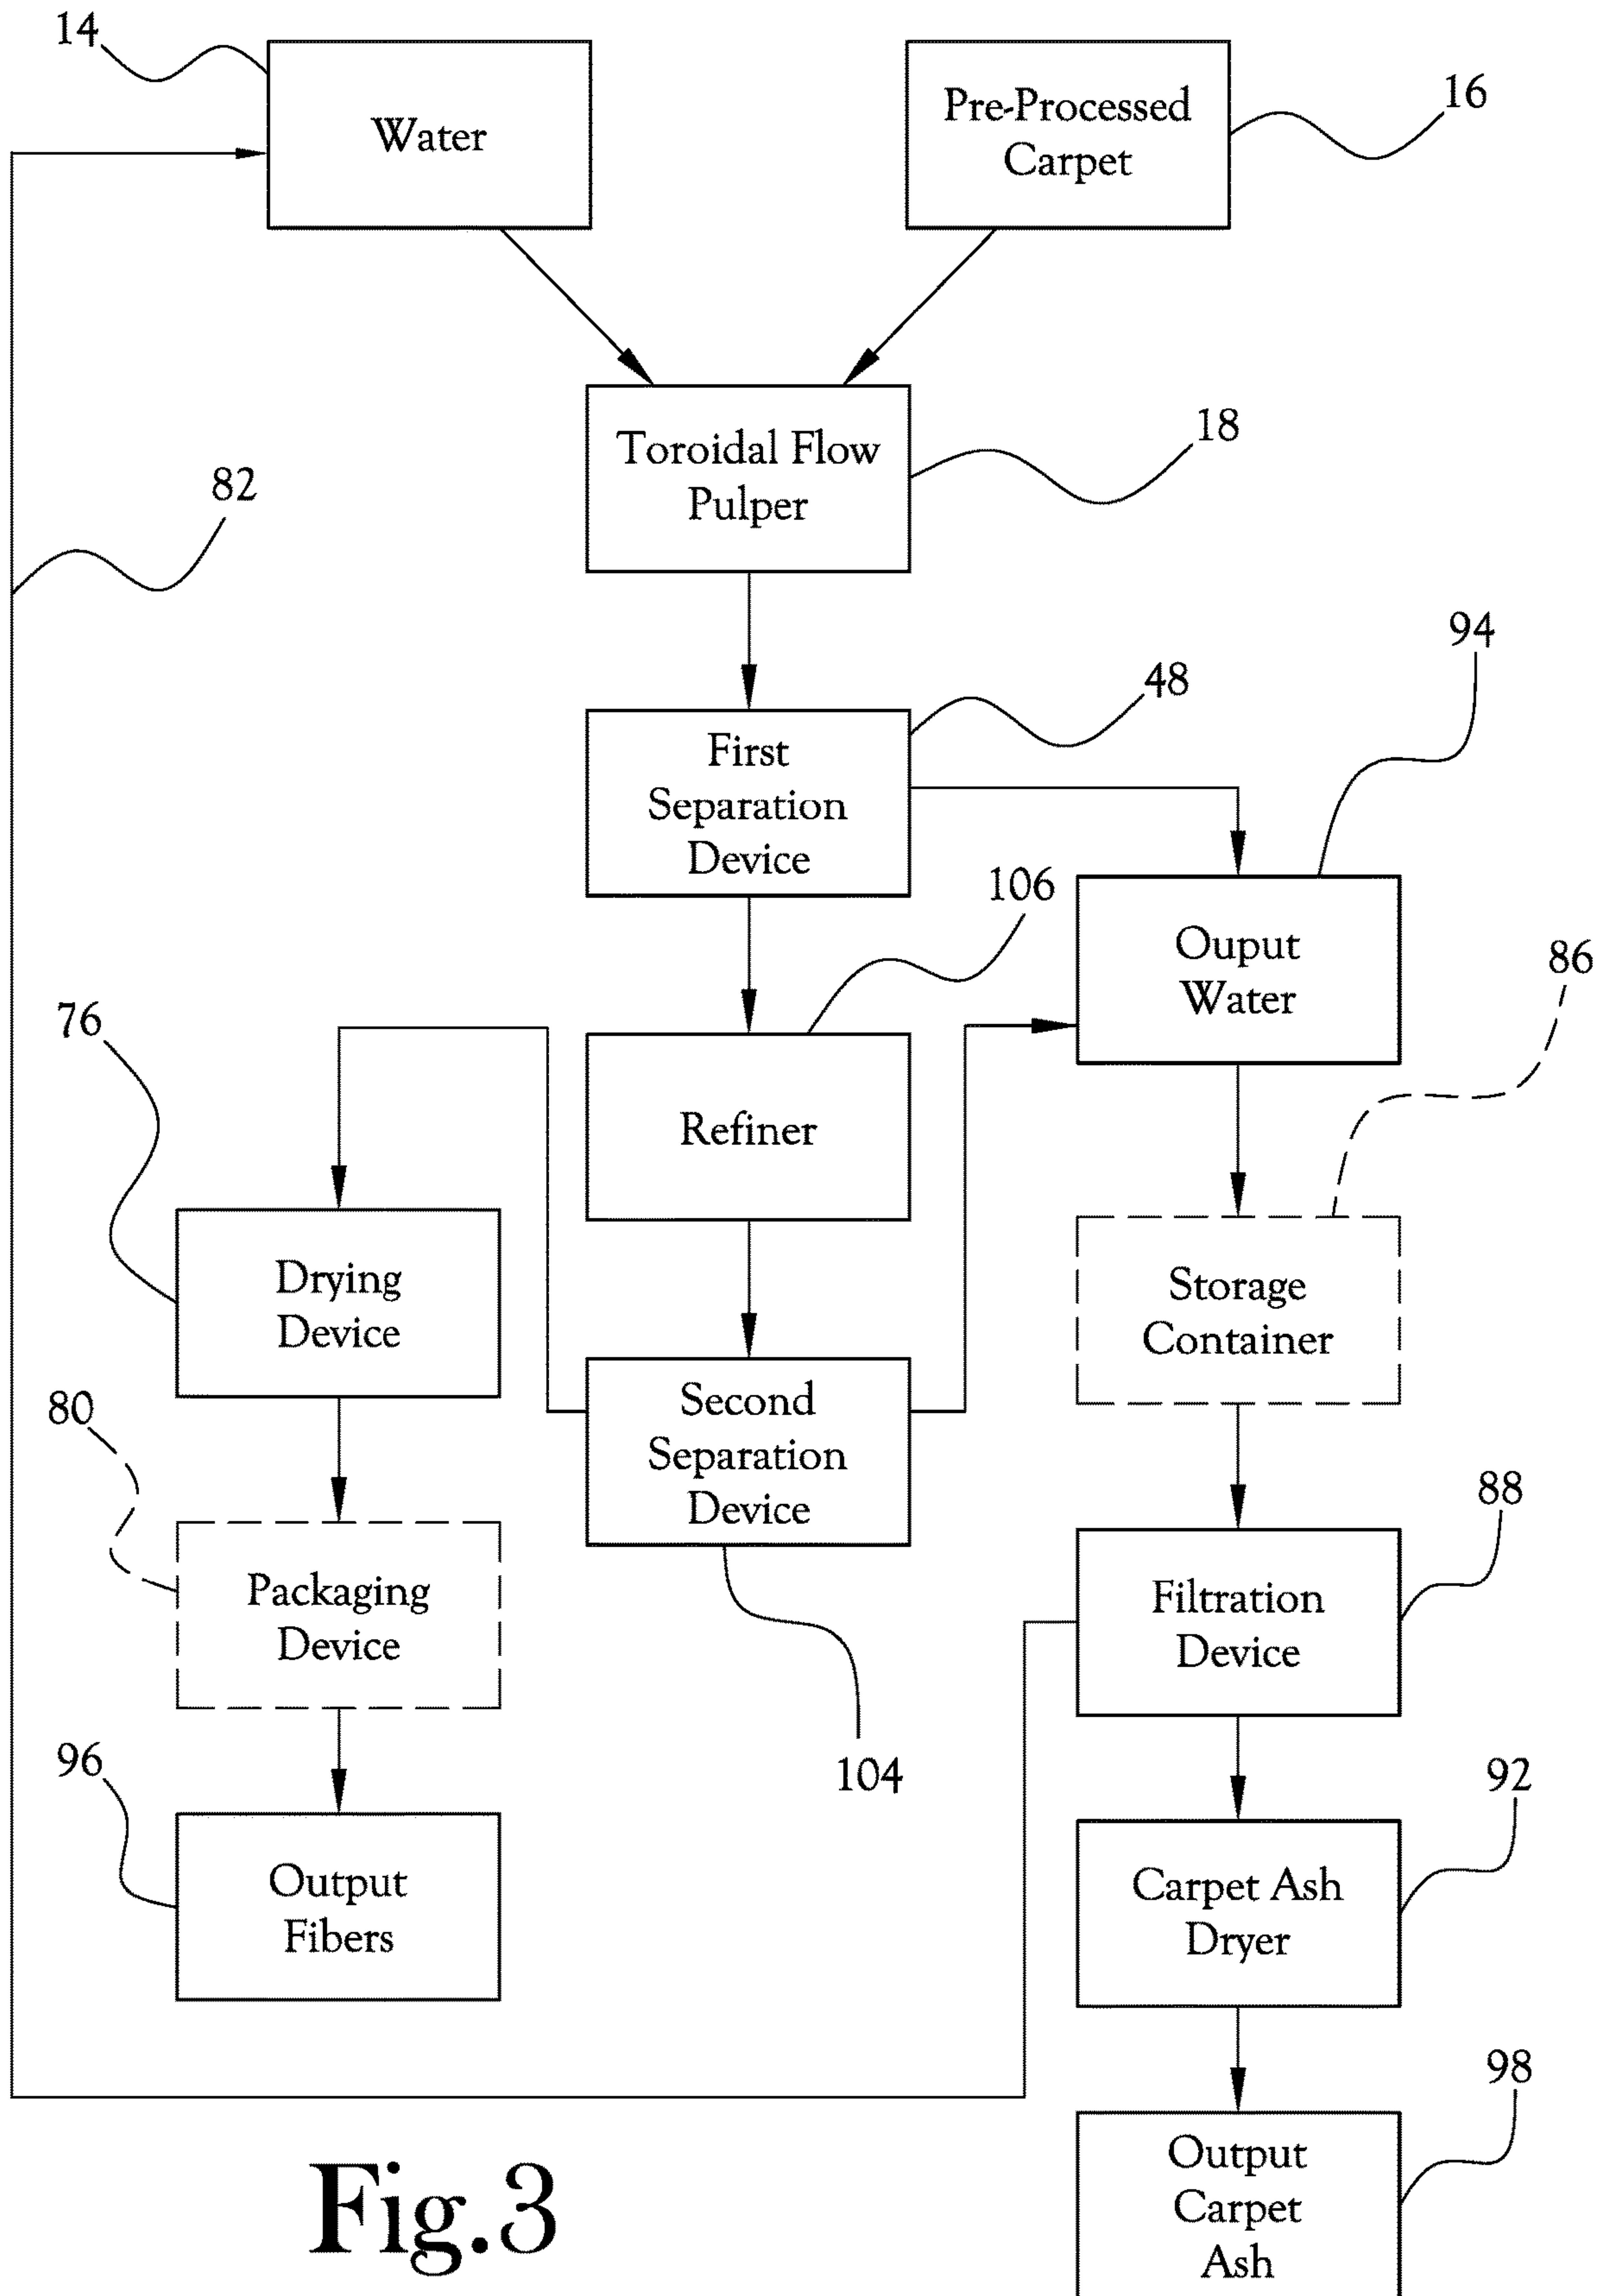 14
Water
Pre-Processed
Carpet
16
Toroidal Flow
Pulper
18
82
94
First
Separation
Device
48
106
Ouput
Water
86
76
Refiner
Drying
Device
Storage
Container
80
Second
Separation
Device
88
Packaging
Device
Filtration
Device
96
104
92
Output
Fibers
Carpet Ash
Dryer
98
Output
Carpet
Ash
Fig.3